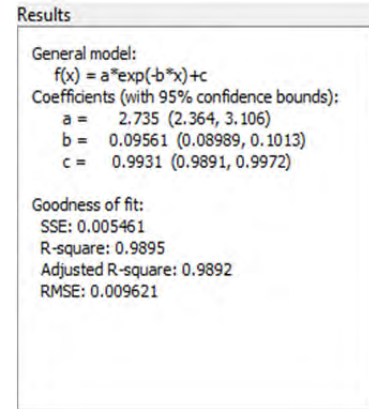 Results
General model:
f(x) = a*exp(-b*x)+c
Coefficients (with 95% confidence bounds):
a = 2.735 (2.364, 3.106)
b = 0.09561 (0.08989, 0.1013)
c = 0.9931 (0.9891, 0.9972)
Goodness of fit:
SSE: 0.005461
R-square: 0.9895
Adjusted R-square: 0.9892
RMSE: 0.009621